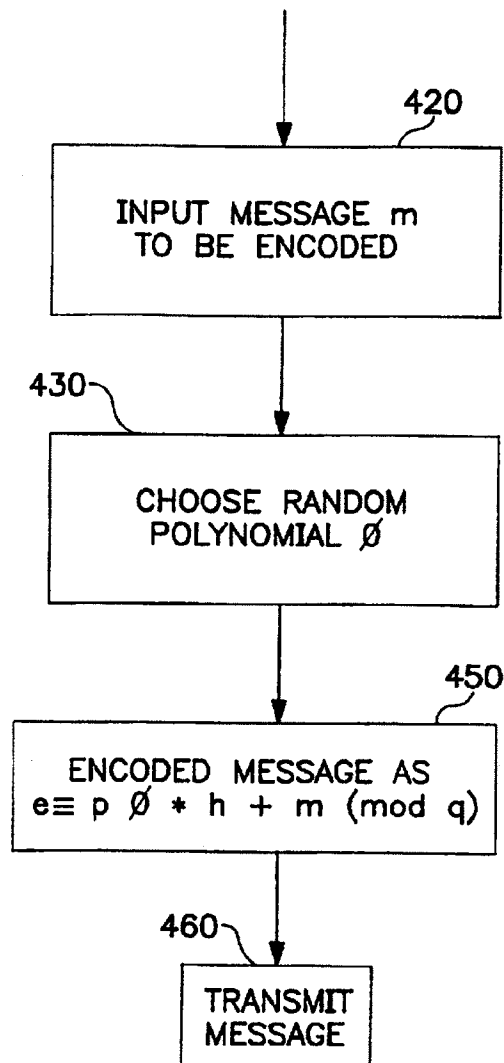 420
INPUT MESSAGE m
TO BE ENCODED
430
CHOOSE RANDOM
POLYNOMIAL Ø
450
ENCODED MESSAGE AS
e≡ p Ø * h + m (mod q)
460
TRANSMIT
MESSAGE